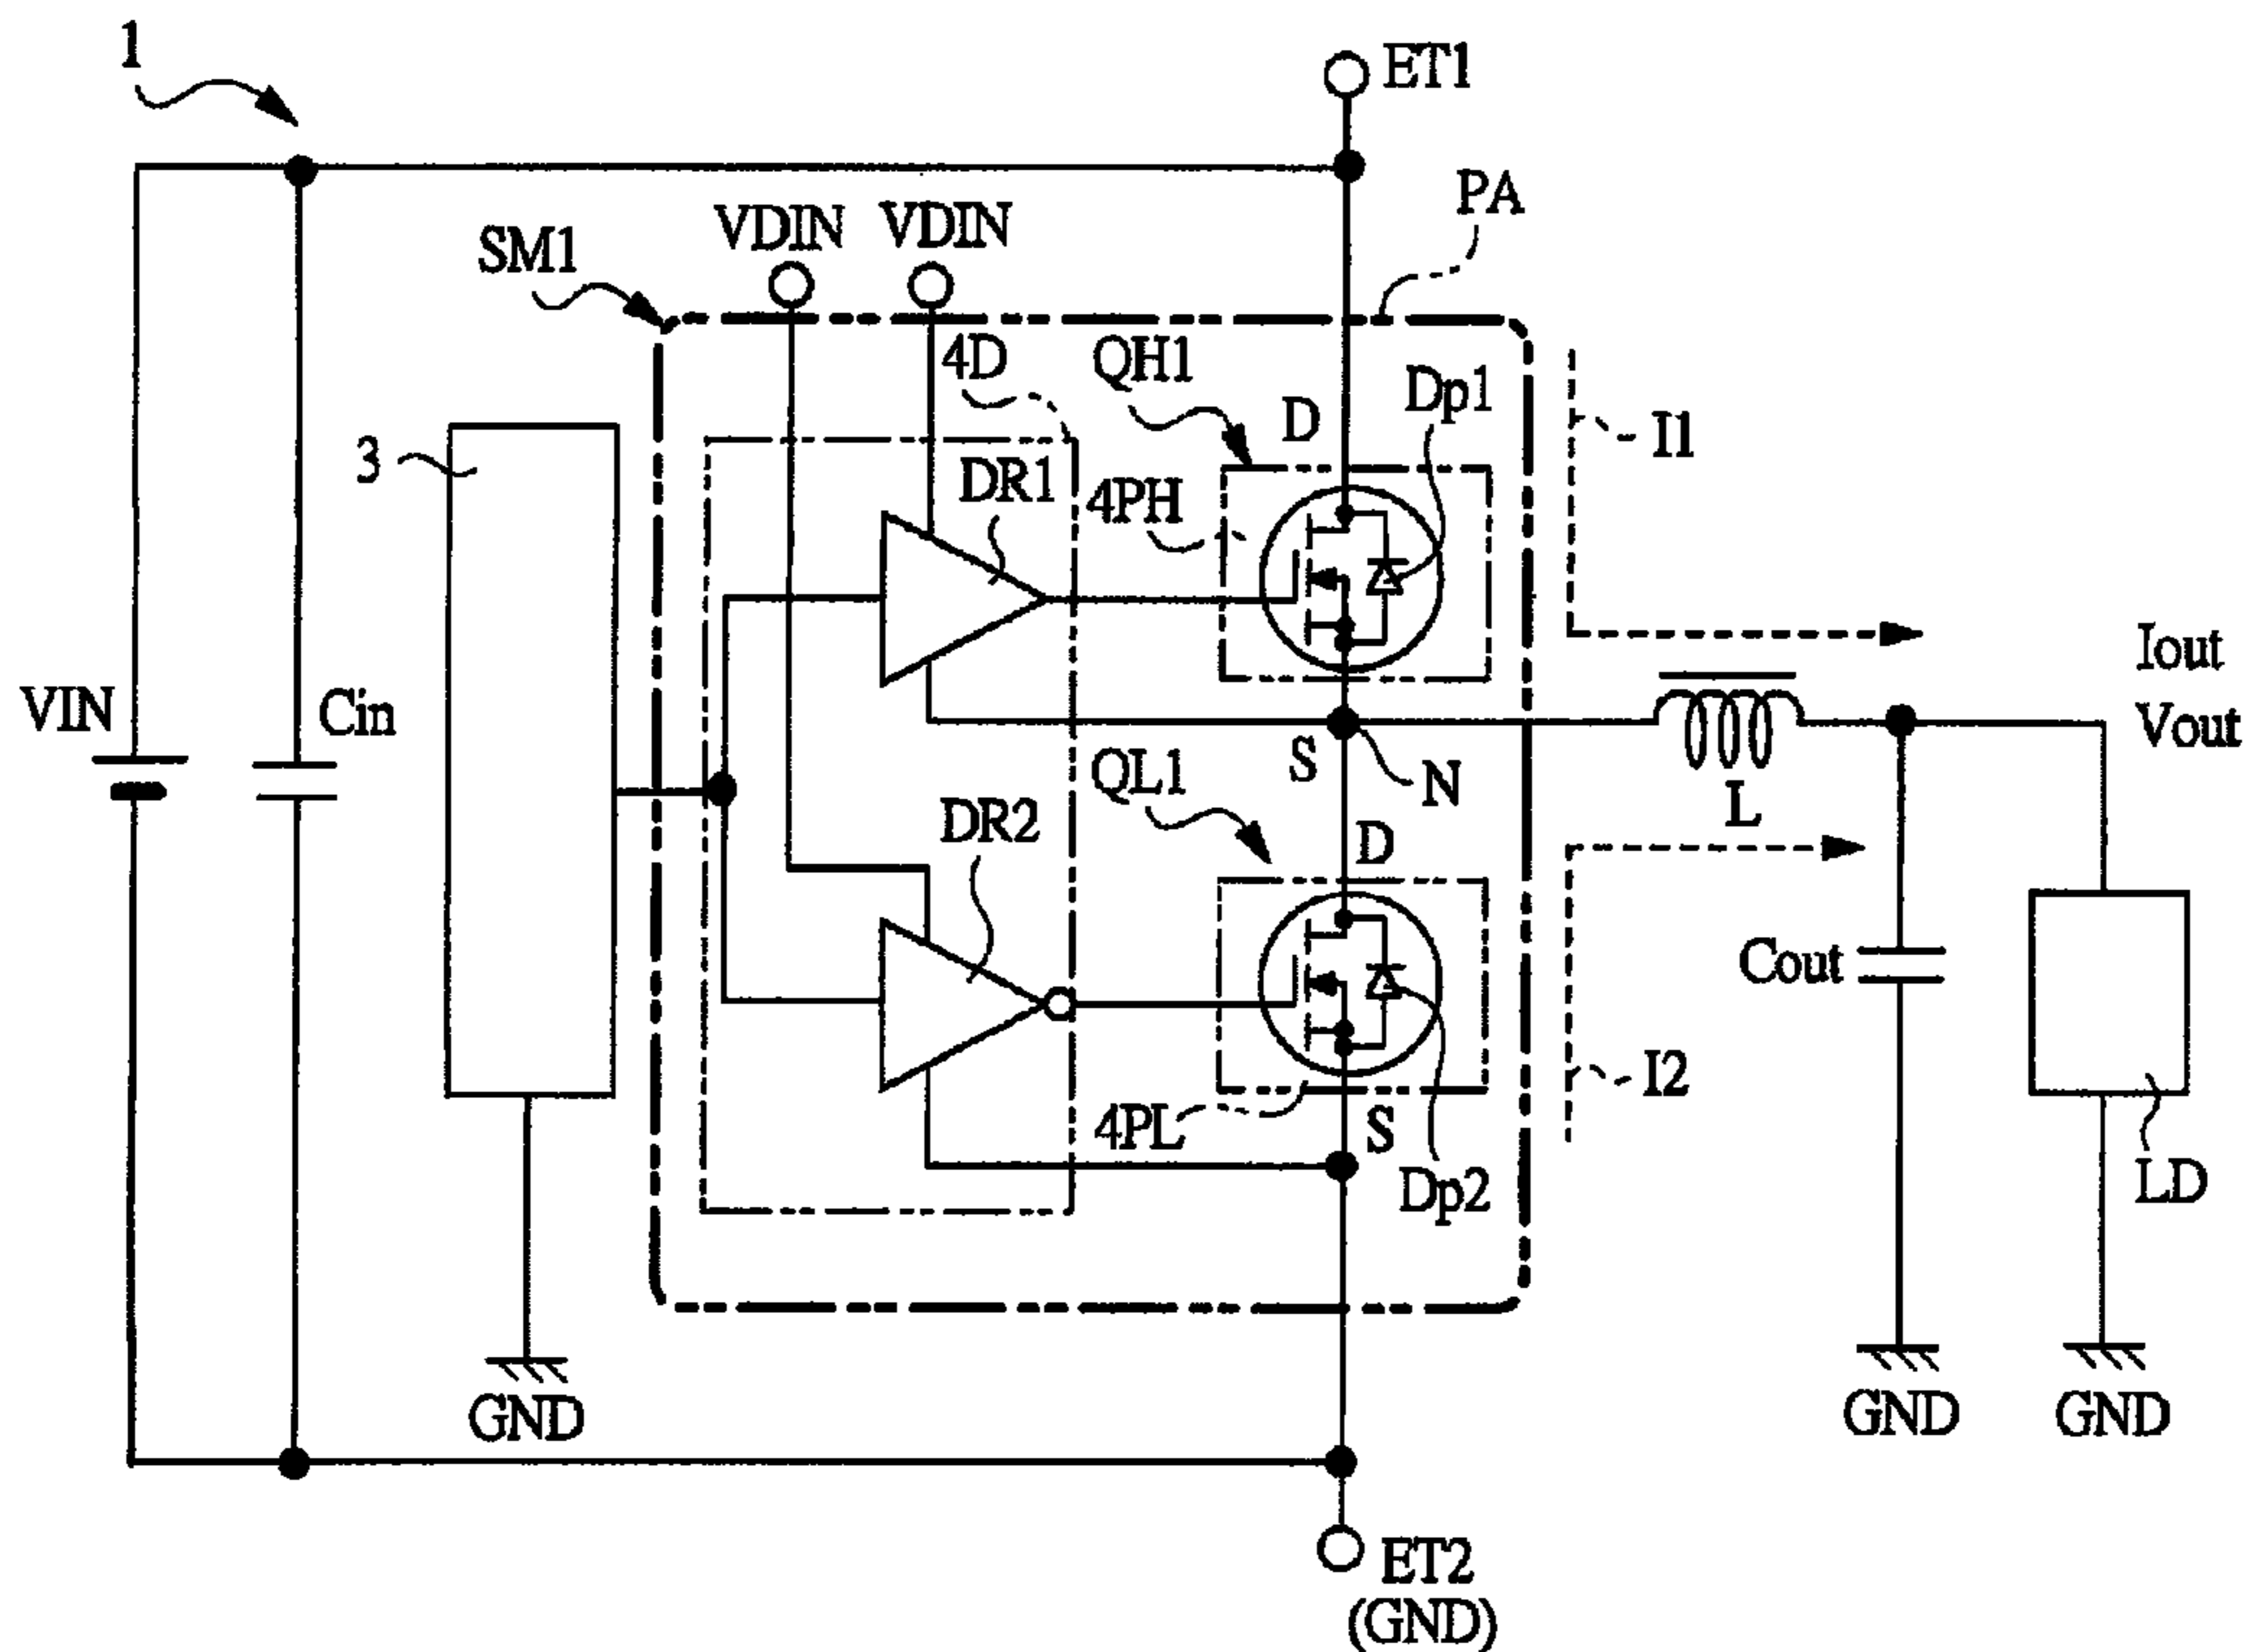 1
ET1
PA
VDIN
VDIN
SM1
4D
QH1
Dp1
D
I1
3
DR1
4PH
Iout
Vout
VIN
Cin
S
N
L
QL1
DR2
D
Cout
I2
4PL
S
Dp2
LD
GND
GND
GND
ET2
(GND)